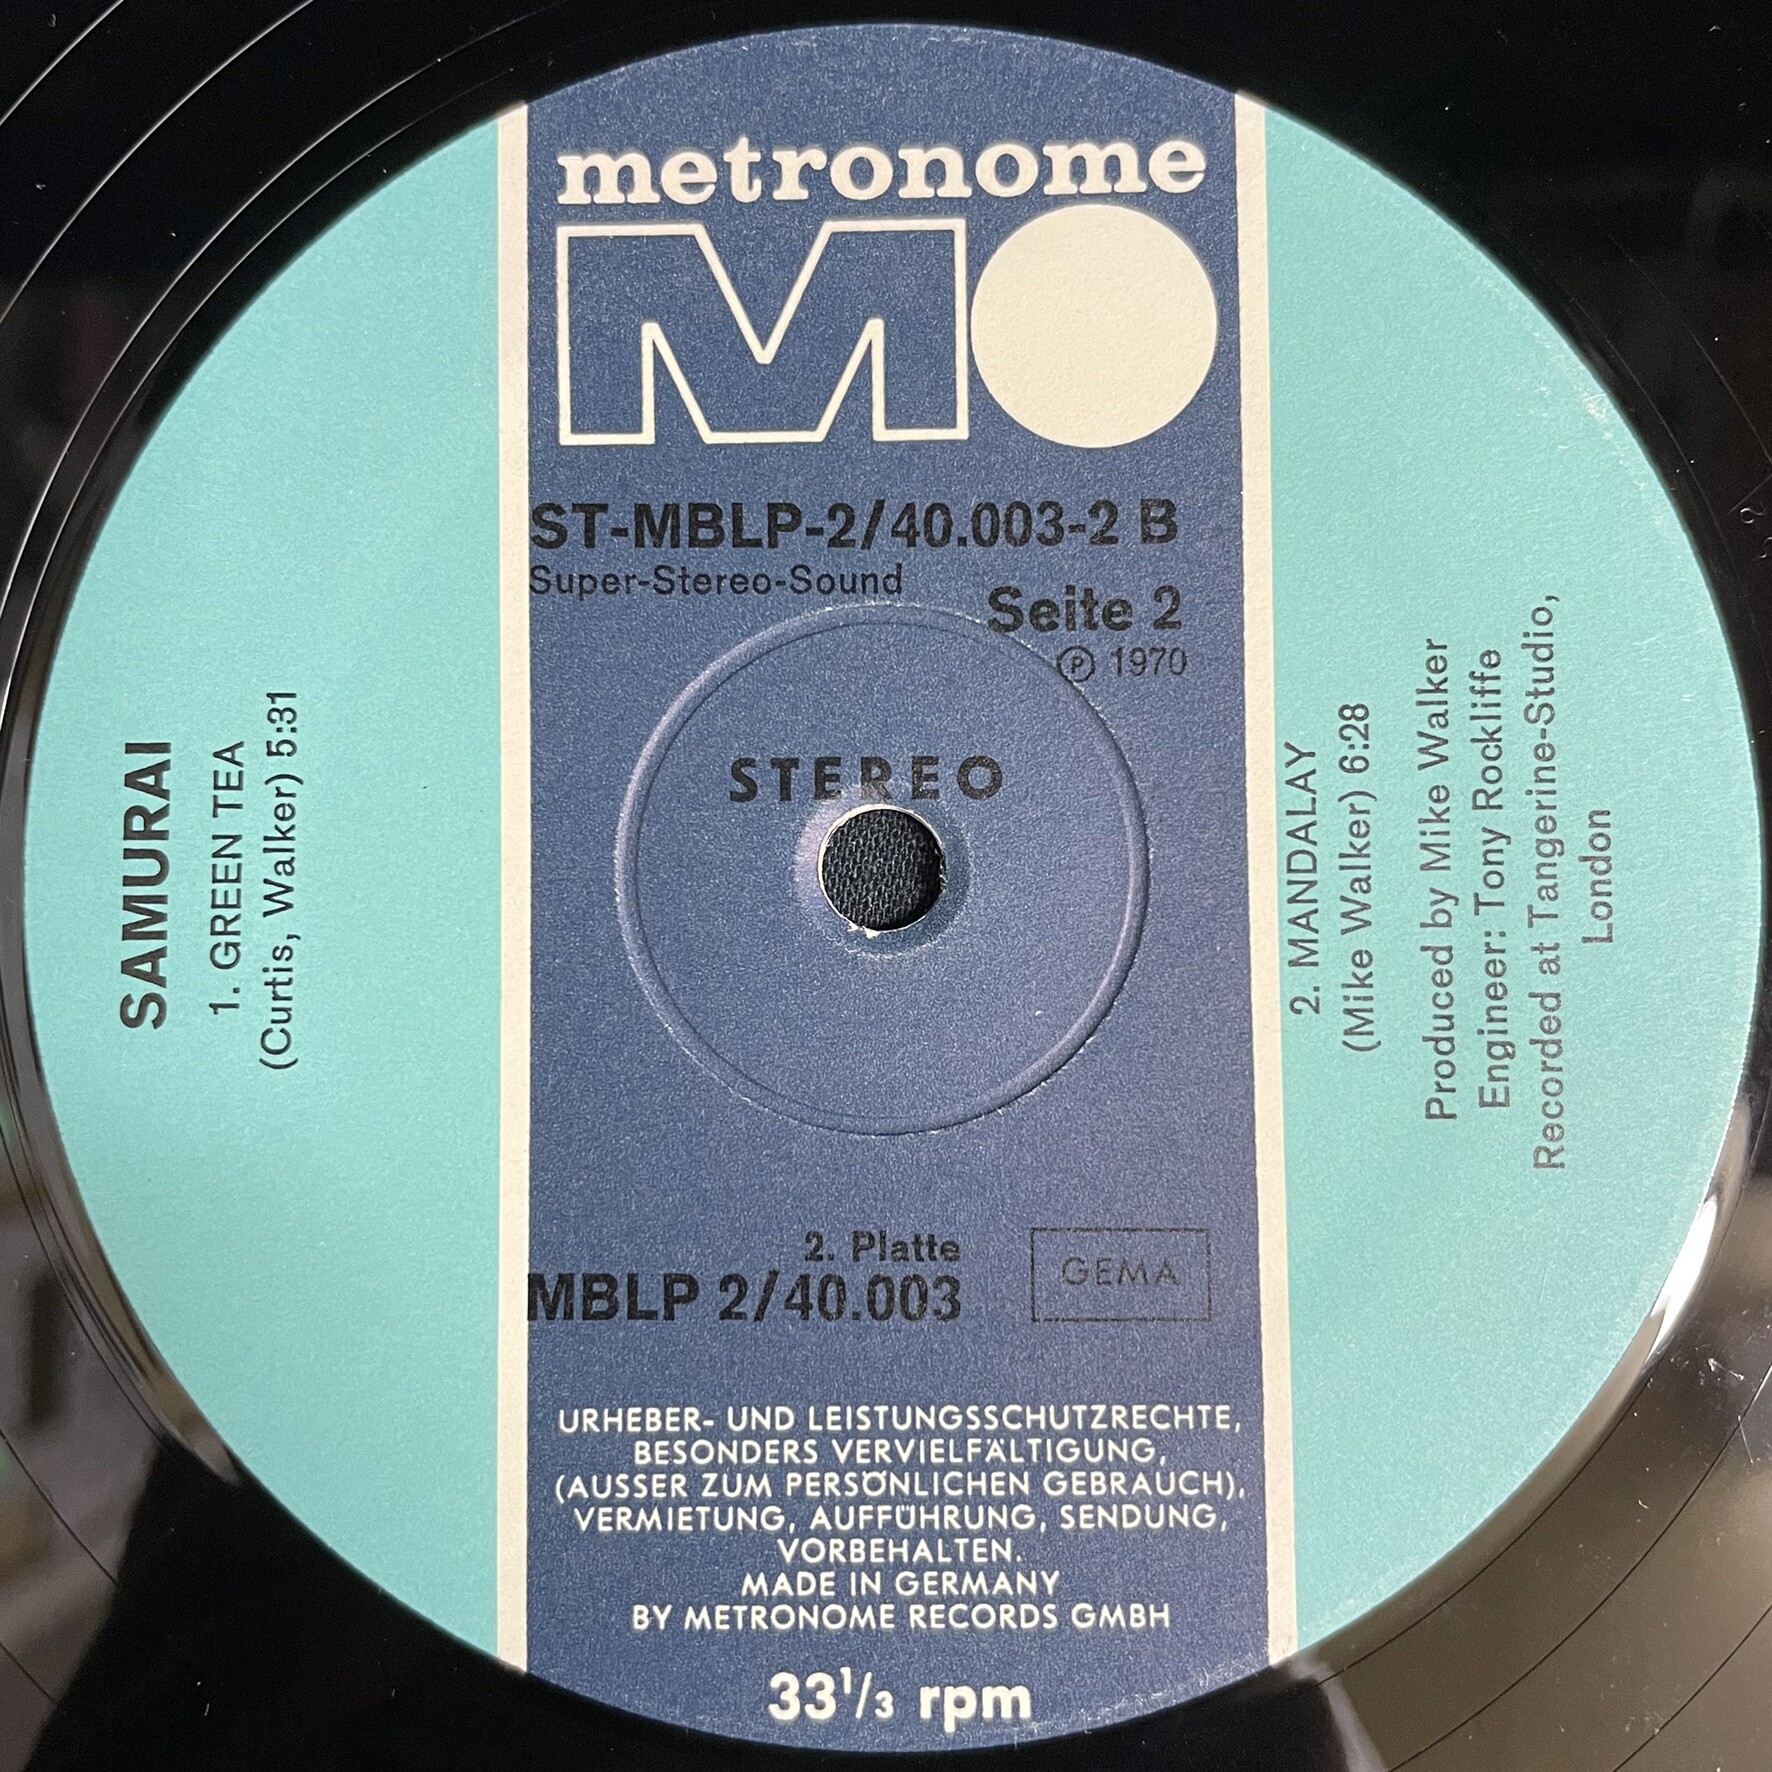 metronome
MO
ST-MBLP-2/40.003-2 B
Super-Stereo-Sound
Seite 2
Ⓟ 1970
STEREO
SAMURAI
1. GREEN TEA
(Curtis, Walker) 5:31
2. MANDALAY
(Mike Walker) 6:28
Produced by Mike Walker
Engineer: Tony Rockliffe
Recorded at Tangerine-Studio,
London
2. Platte
MBLP 2/40.003
GEMA
URHEBER- UND LEISTUNGSSCHUTZRECHTE,
BESONDERS VERVIELFÄLTIGUNG,
(AUSSER ZUM PERSÖNLICHEN GEBRAUCH),
VERMIETUNG, AUFFÜHRUNG, SENDUNG,
VORBEHALTEN.
MADE IN GERMANY
BY METRONOME RECORDS GMBH
33 1/3 rpm